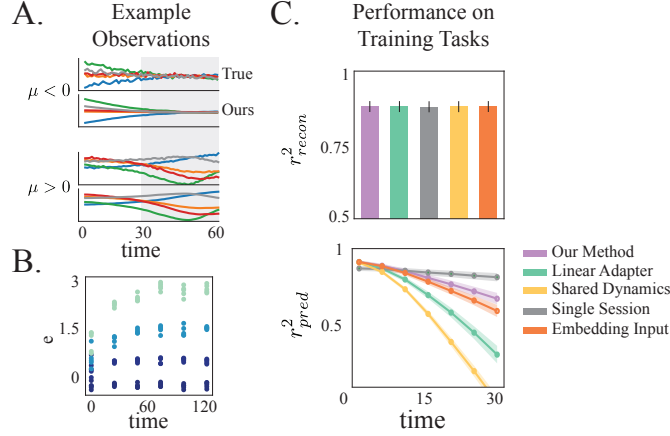 A.
Example
Observations
μ < 0
True
Ours
μ > 0
0 30 60
time
B.
3
1.5
0
e
0 60 120
time
C.
Performance on
Training Tasks
1
0.75
0.5
r²recon
1
0.5
r²pred
0 15 30
time
Our Method
Linear Adapter
Shared Dynamics
Single Session
Embedding Input